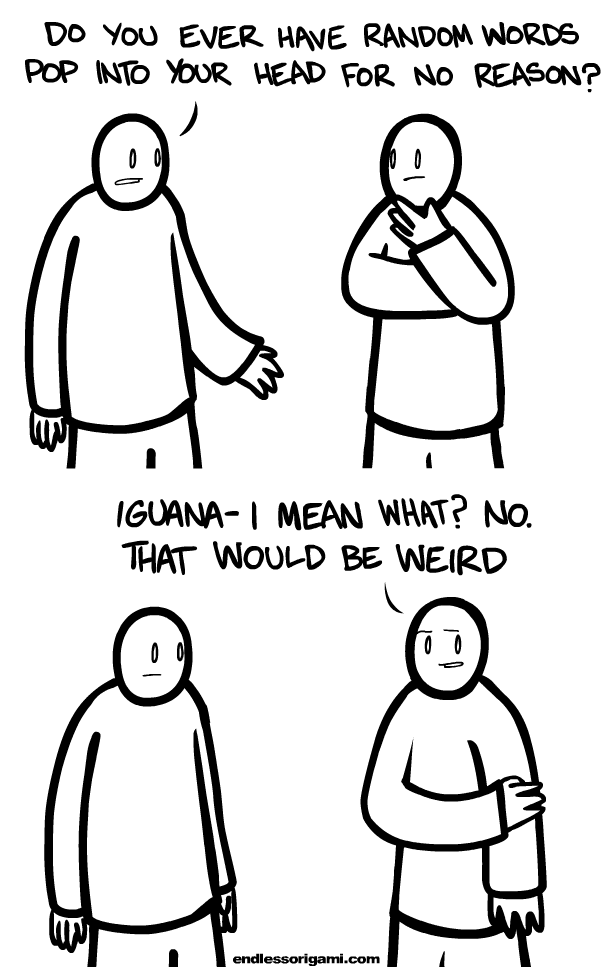 DO YOU EVER HAVE RANDOM WORDS
POP INTO YOUR HEAD FOR NO REASON?
IGUANA- I MEAN WHAT? NO.
THAT WOULD BE WEIRD
endlessorigami.com